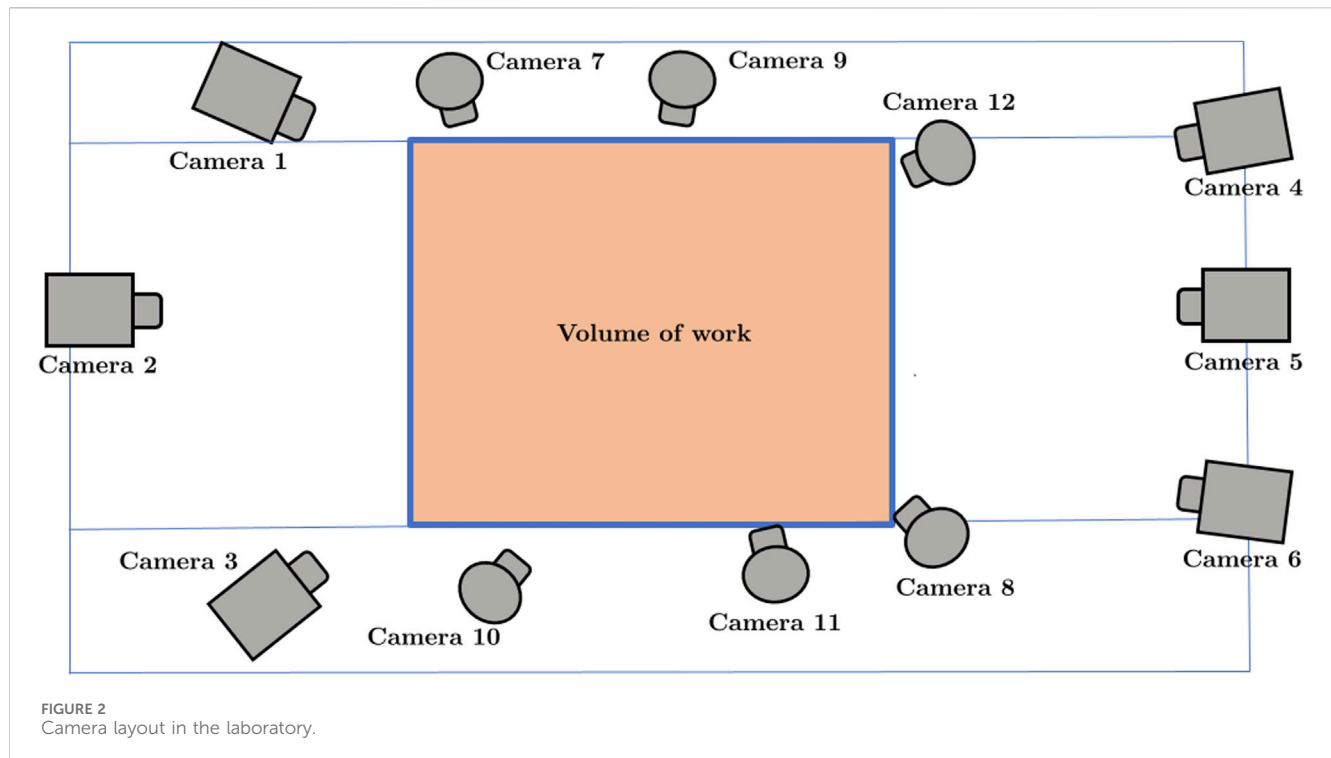 Camera 7
Camera 9
Camera 12
Camera 1
Camera 4
Volume of work
Camera 2
Camera 5
Camera 3
Camera 6
Camera 8
Camera 11
Camera 10
FIGURE 2
Camera layout in the laboratory.